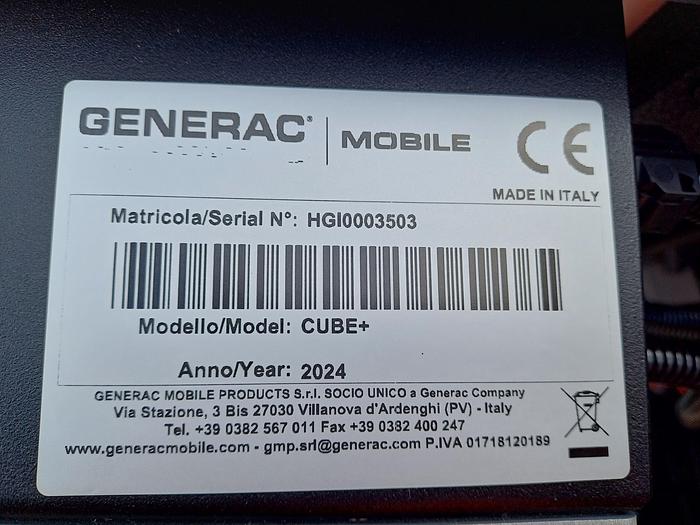 GENERAC® | MOBILE
CE
MADE IN ITALY
Matricola/Serial N°: HGI0003503
Modello/Model: CUBE+
Anno/Year: 2024
GENERAC MOBILE PRODUCTS S.r.l. SOCIO UNICO a Generac Company
Via Stazione, 3 Bis 27030 Villanova d'Ardenghi (PV) - Italy
Tel. +39 0382 567 011 Fax +39 0382 400 247
www.generacmobile.com - gmp.srl@generac.com P.IVA 01718120189